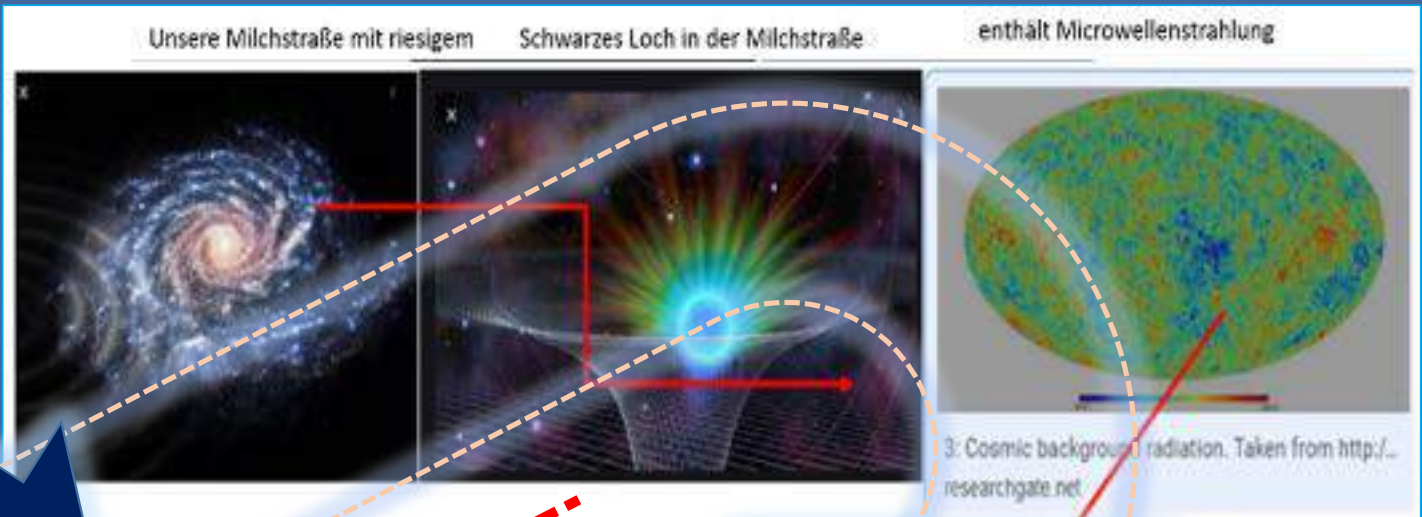 Unsere Milchstraße mit riesigem
Schwarzes Loch in der Milchstraße
enthält Microwellenstrahlung
3: Cosmic background radiation. Taken from http:/...
researchgate.net